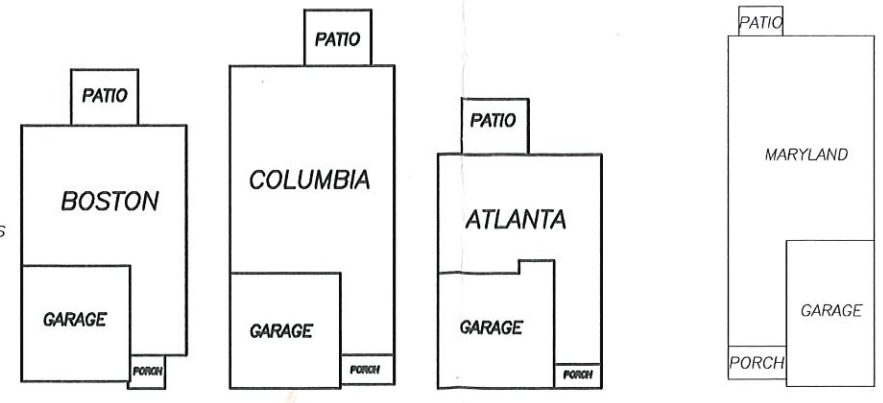 PATIO
BOSTON
GARAGE
PORCH
PATIO
COLUMBIA
GARAGE
PORCH
PATIO
ATLANTA
GARAGE
PORCH
PATIO
MARYLAND
GARAGE
PORCH
S